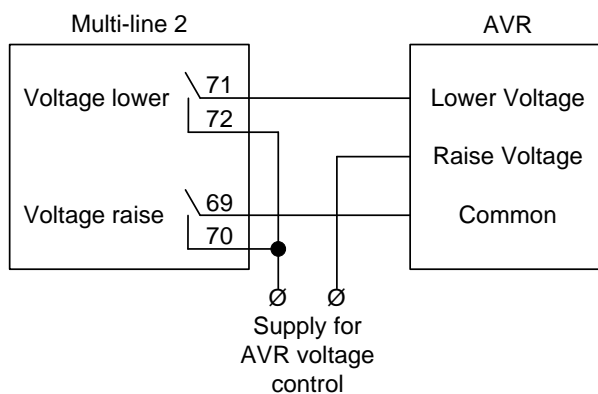 Multi-line 2
AVR
Voltage lower
71
72
Lower Voltage
Raise Voltage
Voltage raise
69
70
Common
Supply for
AVR voltage
control